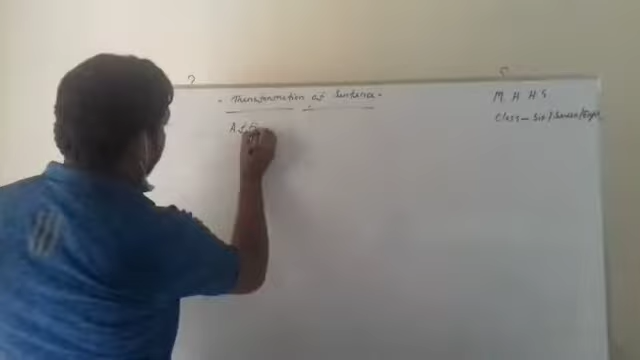 Transformation of Sentence
M. H H S
Class - Six / Seven / Eight